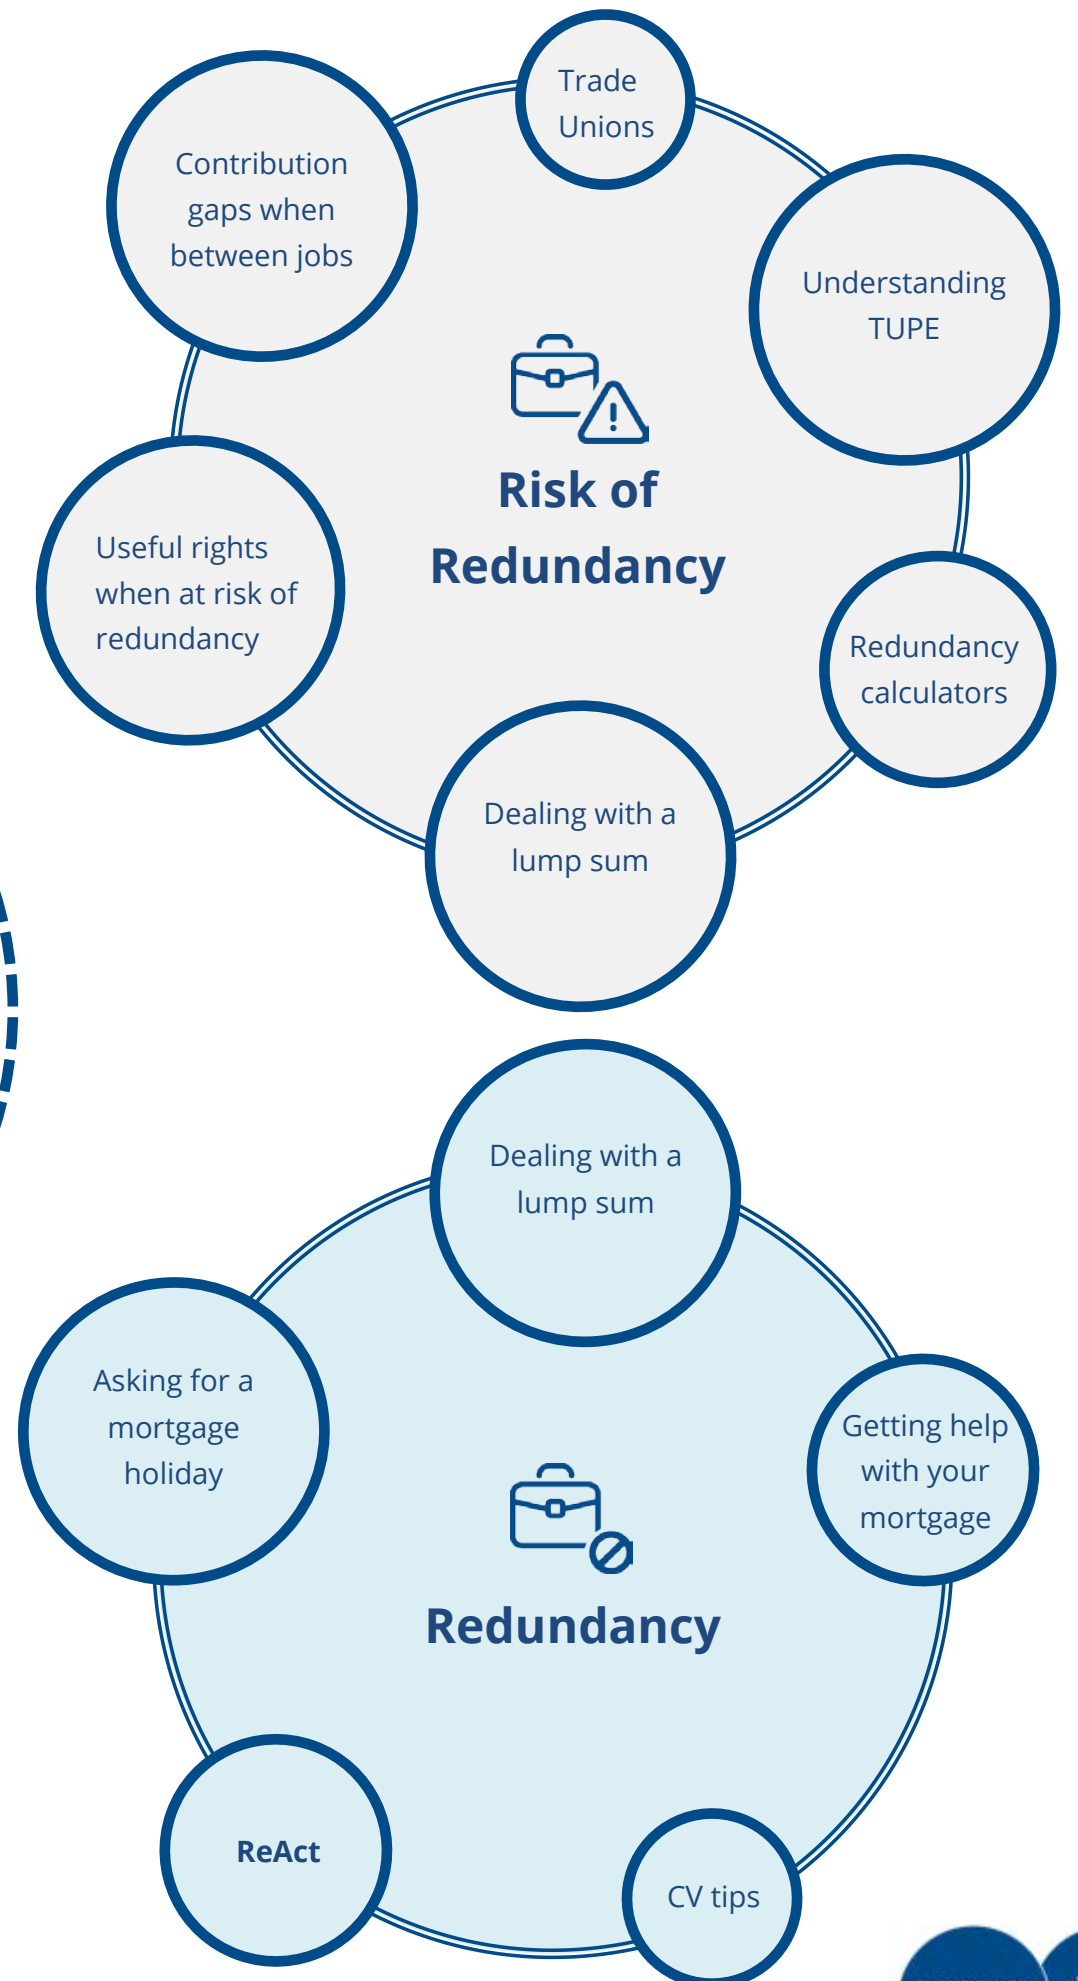 Trade
Unions
Contribution
gaps when
between jobs
Understanding
TUPE
Risk of
Redundancy
Useful rights
when at risk of
redundancy
Redundancy
calculators
Dealing with a
lump sum
Dealing with a
lump sum
Asking for a
mortgage
holiday
Getting help
with your
mortgage
Redundancy
ReAct
CV tips